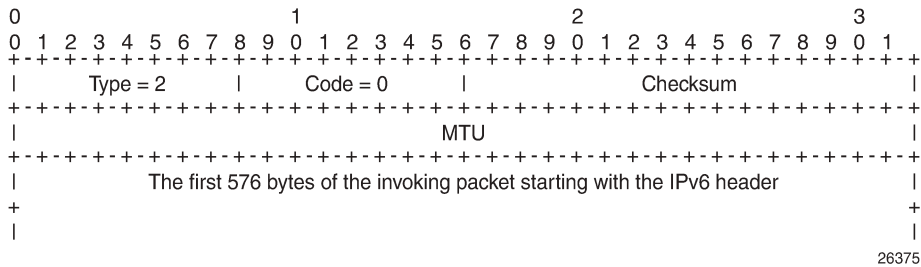 0 1 2 3
0 1 2 3 4 5 6 7 8 9 0 1 2 3 4 5 6 7 8 9 0 1 2 3 4 5 6 7 8 9 0 1
+-+-+-+-+-+-+-+-+-+-+-+-+-+-+-+-+-+-+-+-+-+-+-+-+-+-+-+-+-+-+-+-+
| Type = 2 | Code = 0 | Checksum |
+-+-+-+-+-+-+-+-+-+-+-+-+-+-+-+-+-+-+-+-+-+-+-+-+-+-+-+-+-+-+-+-+
| MTU |
+-+-+-+-+-+-+-+-+-+-+-+-+-+-+-+-+-+-+-+-+-+-+-+-+-+-+-+-+-+-+-+-+
| The first 576 bytes of the invoking packet starting with the IPv6 header |
+ +
| |
26375